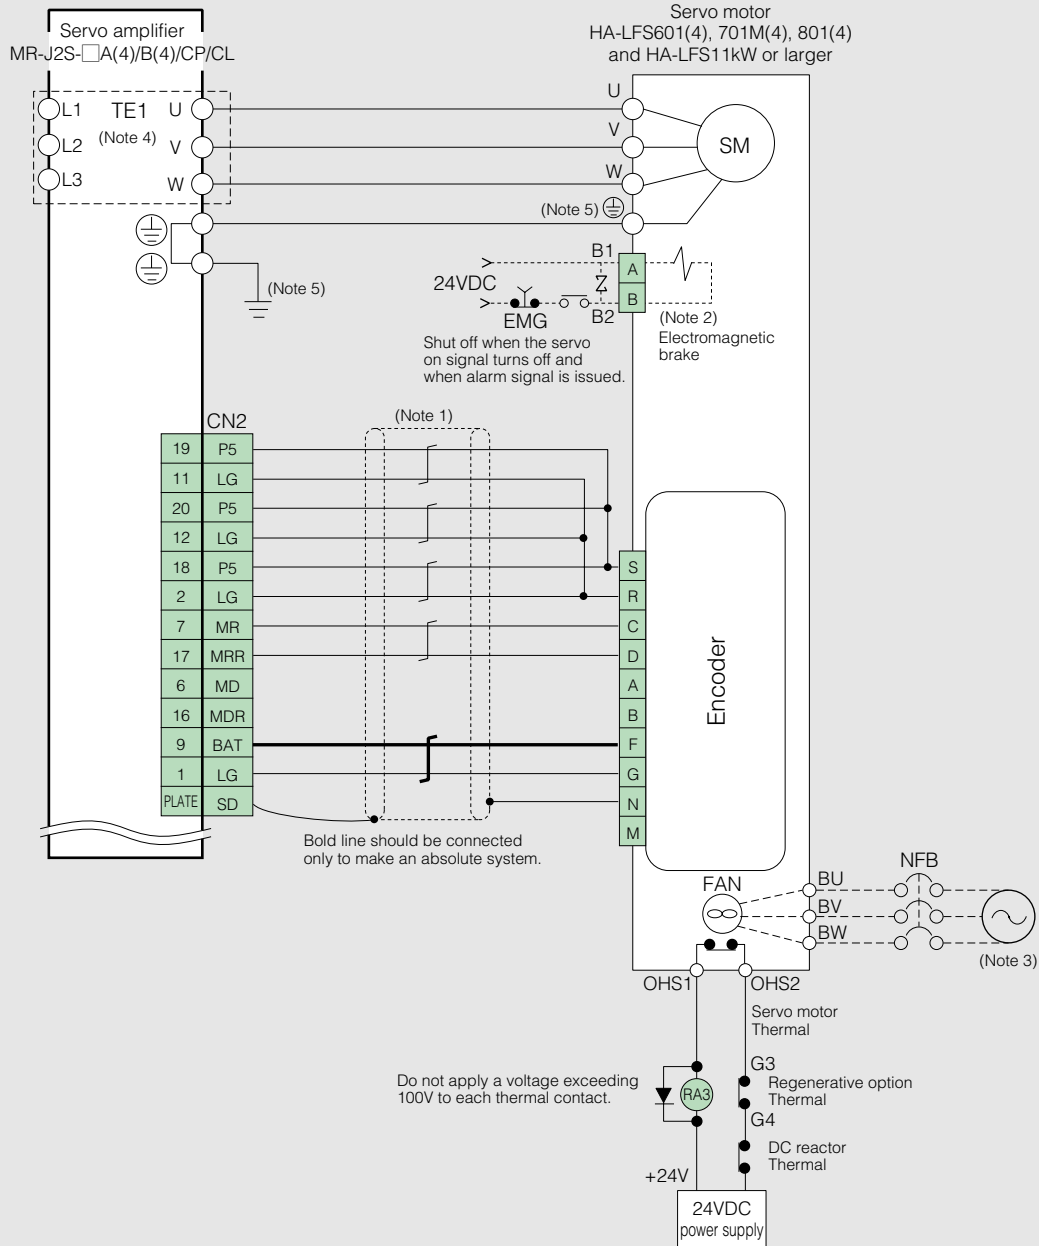 Servo amplifier
MR-J2S-□A(4)/B(4)/CP/CL
Servo motor
HA-LFS601(4), 701M(4), 801(4)
and HA-LFS11kW or larger
L1 TE1 U
(Note 4)
L2 V
L3 W
U
V
W
SM
(Note 5)
(Note 5)
B1
A
24VDC
B
EMG
B2
(Note 2)
Electromagnetic
brake
Shut off when the servo
on signal turns off and
when alarm signal is issued.
(Note 1)
CN2
19 P5
11 LG
20 P5
12 LG
18 P5
2 LG
7 MR
17 MRR
6 MD
16 MDR
9 BAT
1 LG
PLATE SD
S
R
C
D
A
B
F
G
N
M
Encoder
Bold line should be connected
only to make an absolute system.
FAN
BU
BV
BW
NFB
(Note 3)
OHS1 OHS2
Servo motor
Thermal
Do not apply a voltage exceeding
100V to each thermal contact.
RA3
G3
Regenerative option
Thermal
G4
DC reactor
Thermal
+24V
24VDC
power supply